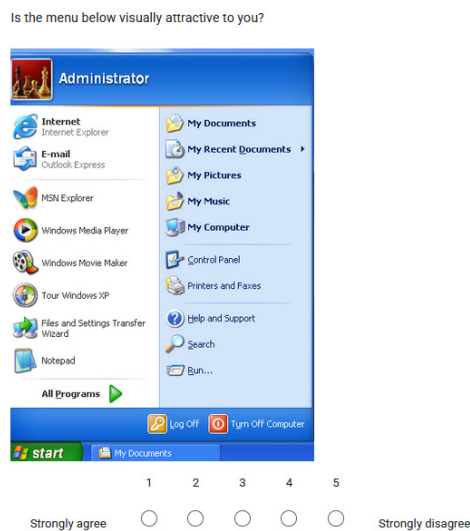 Is the menu below visually attractive to you?
Administrator
Internet
Internet Explorer
E-mail
Outlook Express
MSN Explorer
Windows Media Player
Windows Movie Maker
Tour Windows XP
Files and Settings Transfer
Wizard
Notepad
All Programs
My Documents
My Recent Documents
My Pictures
My Music
My Computer
Control Panel
Printers and Faxes
Help and Support
Search
Run...
Log Off Turn Off Computer
start My Documents
1 2 3 4 5
Strongly agree Strongly disagree